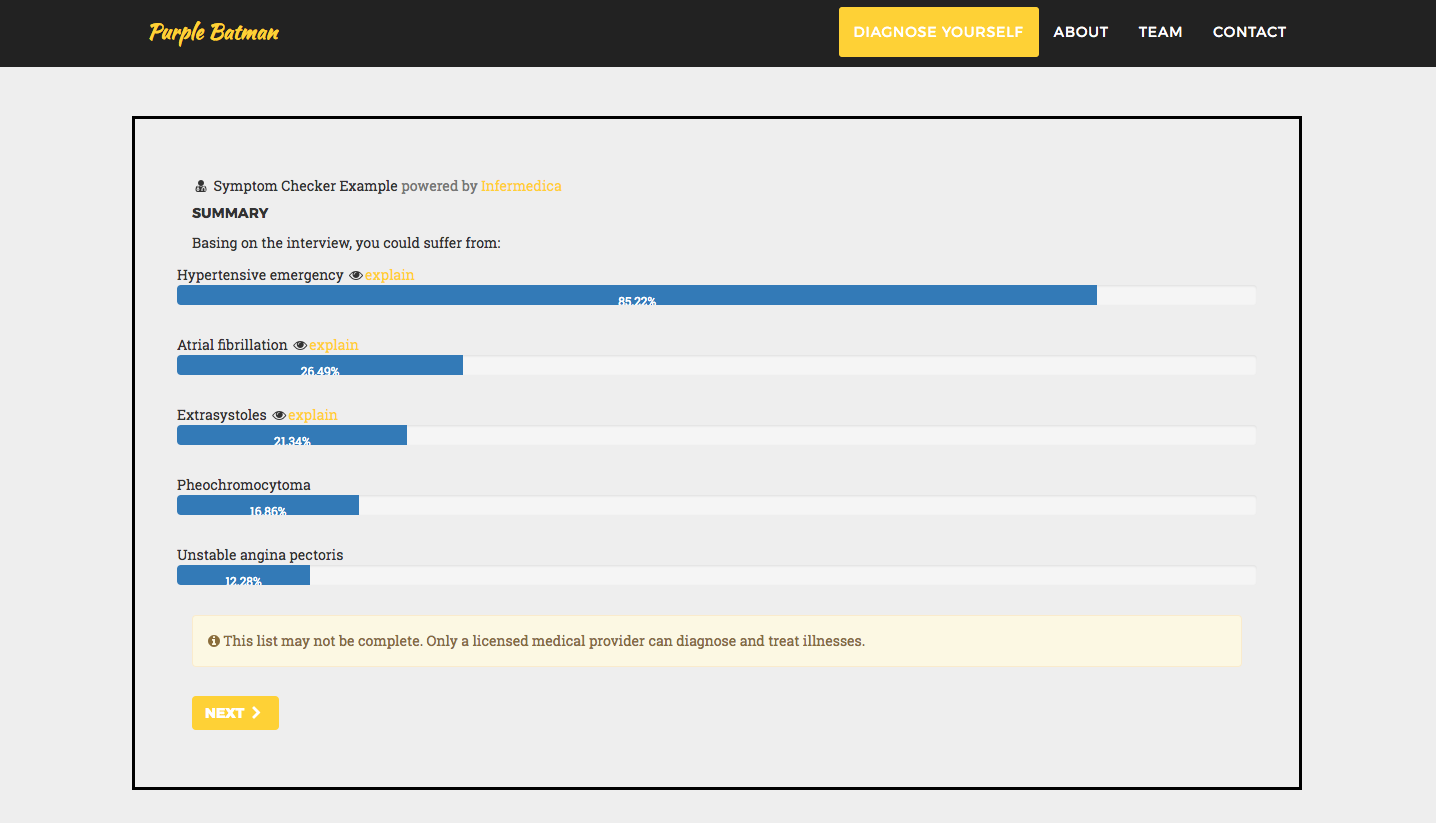 Purple Batman
DIAGNOSE YOURSELF ABOUT TEAM CONTACT
Symptom Checker Example powered by Infermedica
SUMMARY
Basing on the interview, you could suffer from:
Hypertensive emergency explain
85.22%
Atrial fibrillation explain
26.49%
Extrasystoles explain
21.34%
Pheochromocytoma
16.86%
Unstable angina pectoris
12.28%
This list may not be complete. Only a licensed medical provider can diagnose and treat illnesses.
NEXT